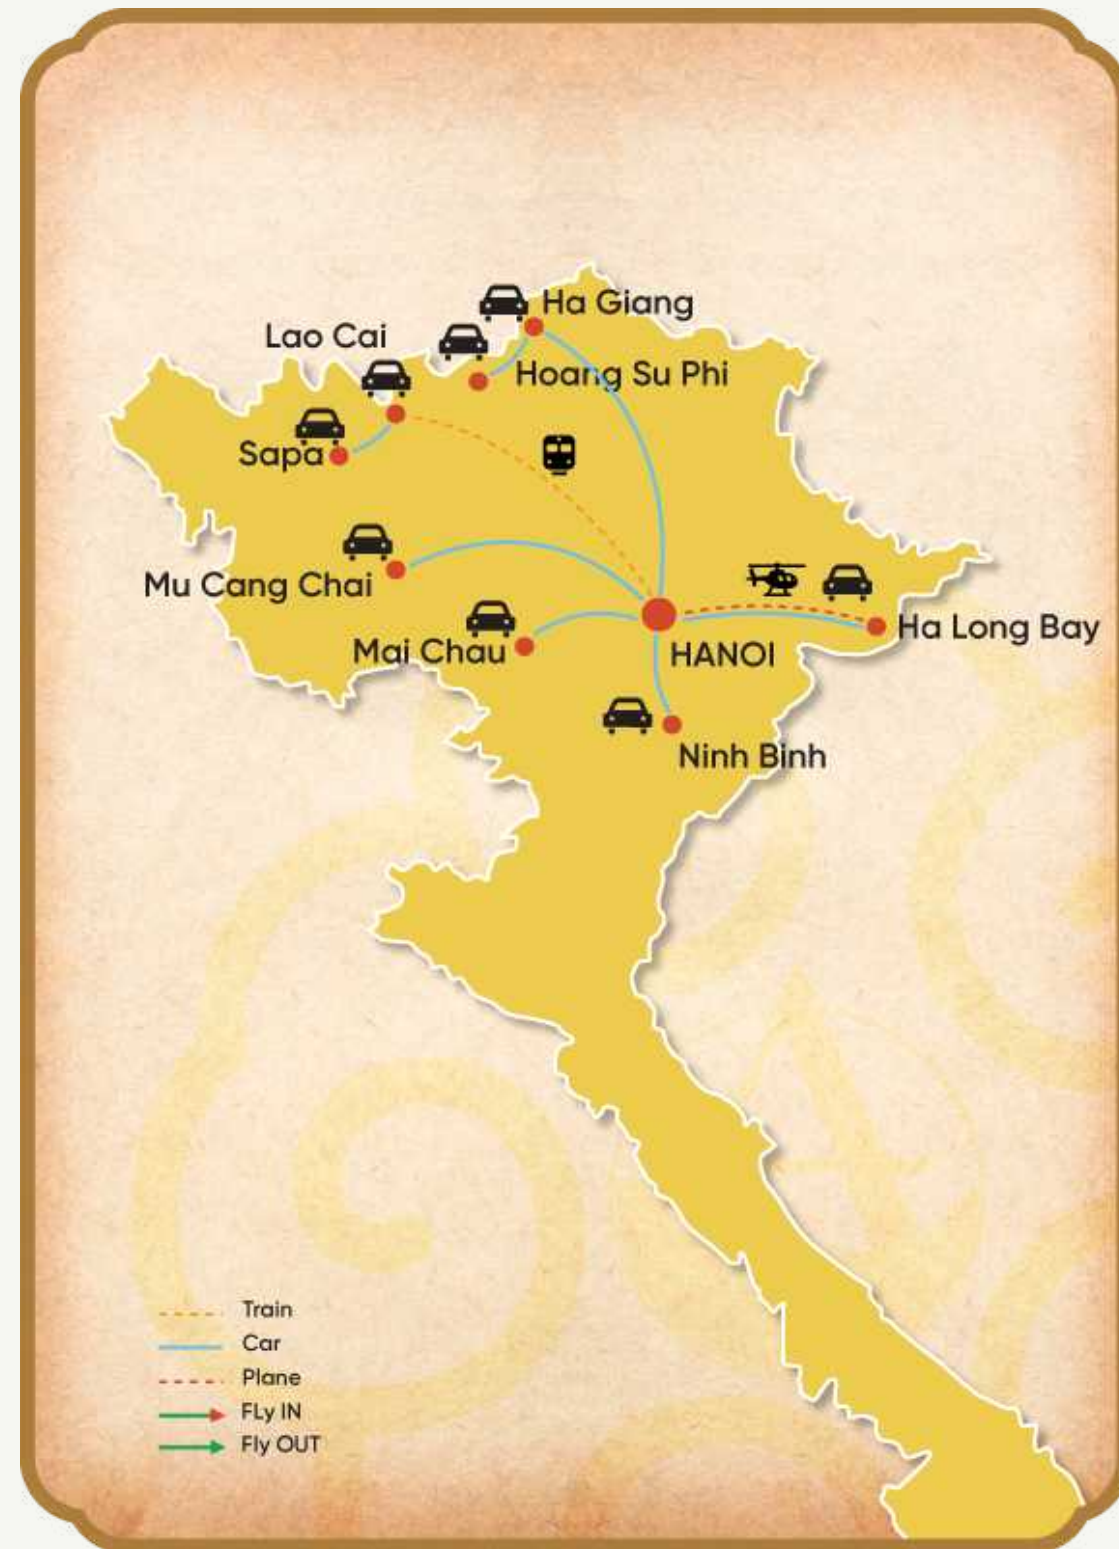 Ha Giang
Lao Cai
Hoang Su Phi
Sapa
Mu Cang Chai
Mai Chau
HANOI
Ha Long Bay
Ninh Binh
Train
Car
Plane
FLy IN
Fly OUT